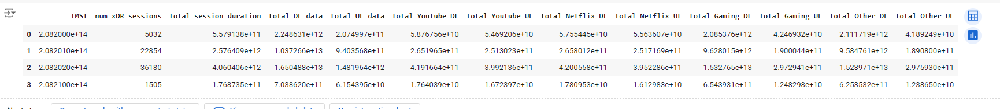 IMSI num_xDR_sessions total_session_duration total_DL_data total_UL_data total_Youtube_DL total_Youtube_UL total_Netflix_DL total_Netflix_UL total_Gaming_DL total_Gaming_UL total_Other_DL total_Other_UL
0 2.082000e+14 5032 5.579138e+11 2.248631e+12 2.074997e+11 5.876756e+10 5.469206e+10 5.755445e+10 5.563607e+10 2.085376e+12 4.246932e+10 2.111719e+12 4.189249e+10
1 2.082010e+14 22854 2.576409e+12 1.037266e+13 9.403568e+11 2.651965e+11 2.513023e+11 2.658012e+11 2.517169e+11 9.628015e+12 1.900044e+11 9.584761e+12 1.890800e+11
2 2.082020e+14 36180 4.060406e+12 1.650488e+13 1.481964e+12 4.191664e+11 3.992136e+11 4.200558e+11 3.952286e+11 1.532765e+13 2.972941e+11 1.523971e+13 2.975930e+11
3 2.082100e+14 1505 1.768735e+11 7.038620e+11 6.154395e+10 1.764039e+10 1.672397e+10 1.780953e+10 1.612983e+10 6.543931e+11 1.248298e+10 6.253532e+11 1.238650e+10